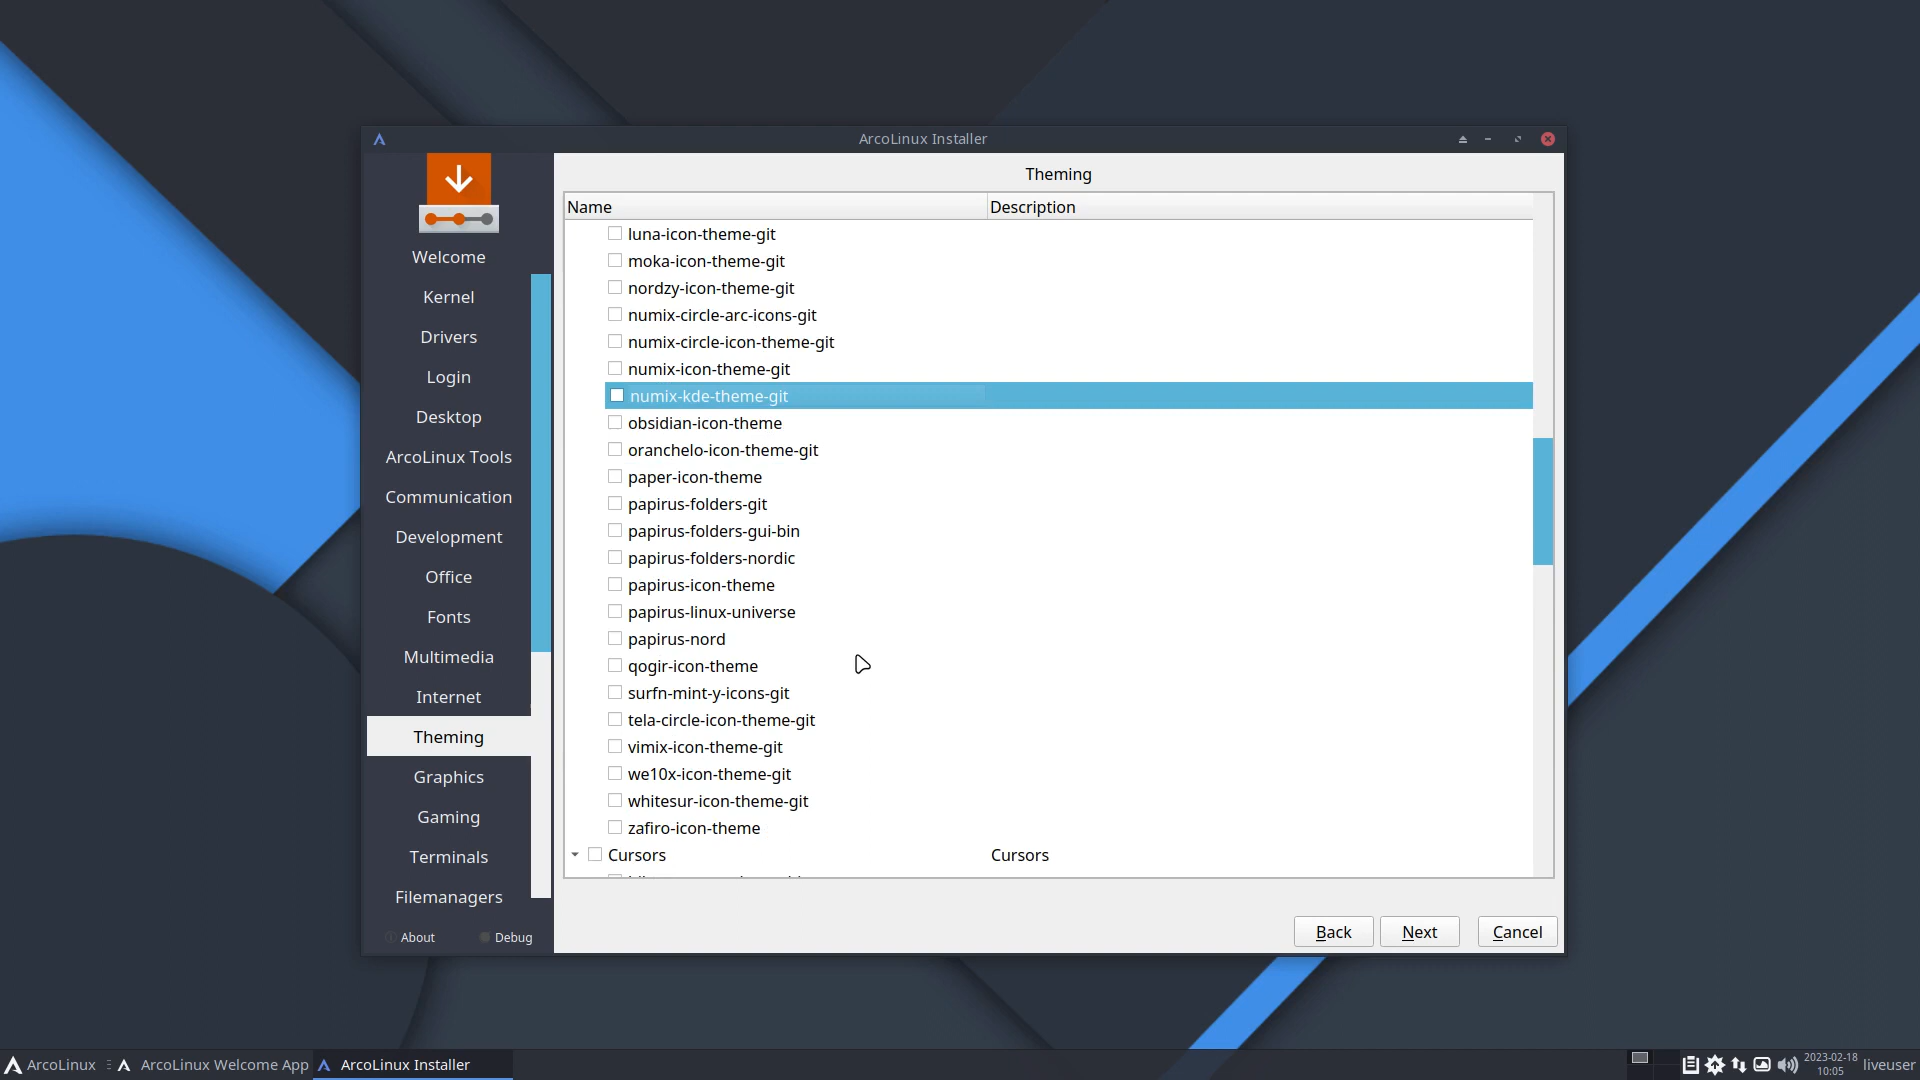 ArcoLinux Installer
Welcome
Kernel
Drivers
Login
Desktop
ArcoLinux Tools
Communication
Development
Office
Fonts
Multimedia
Internet
Theming
Graphics
Gaming
Terminals
Filemanagers
About
Debug
Theming
Name
Description
luna-icon-theme-git
moka-icon-theme-git
nordzy-icon-theme-git
numix-circle-arc-icons-git
numix-circle-icon-theme-git
numix-icon-theme-git
numix-kde-theme-git
obsidian-icon-theme
oranchelo-icon-theme-git
paper-icon-theme
papirus-folders-git
papirus-folders-gui-bin
papirus-folders-nordic
papirus-icon-theme
papirus-linux-universe
papirus-nord
qogir-icon-theme
surfn-mint-y-icons-git
tela-circle-icon-theme-git
vimix-icon-theme-git
we10x-icon-theme-git
whitesur-icon-theme-git
zafiro-icon-theme
Cursors
Cursors
Back
Next
Cancel
ArcoLinux
ArcoLinux Welcome App
ArcoLinux Installer
2023-02-18
10:05
liveuser